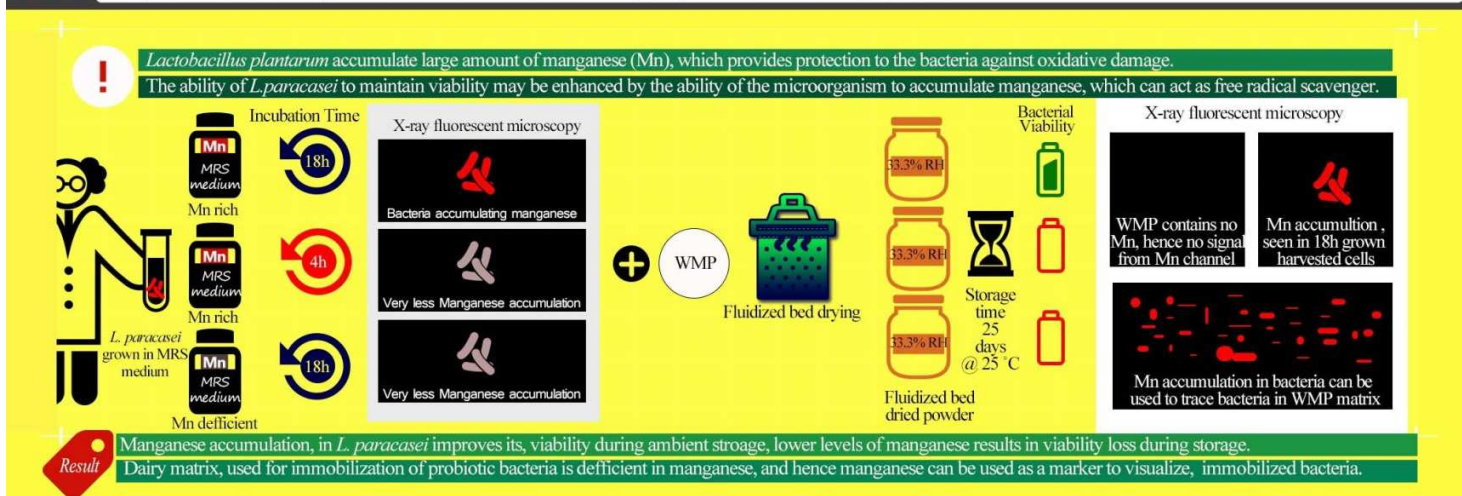 Lactobacillus plantarum accumulate large amount of manganese (Mn), which provides protection to the bacteria against oxidative damage.
!
The ability of L.paracasei to maintain viability may be enhanced by the ability of the microorganism to accumulate manganese, which can act as free radical scavenger.
Mn
MRS
medium
Mn rich
Mn
MRS
medium
Mn rich
Mn
MRS
medium
Mn defficient
L. paracasei
grown in MRS
medium
Incubation Time
18h
4h
18h
X-ray fluorescent microscopy
Bacteria accumulating manganese
Very less Manganese accumulation
Very less Manganese accumulation
+
WMP
Fluidized bed drying
33.3% RH
33.3% RH
33.3% RH
Fluidized bed
dried powder
Storage
time
25
days
@ 25 °C
Bacterial
Viability
X-ray fluorescent microscopy
WMP contains no
Mn, hence no signal
from Mn channel
Mn accumultion ,
seen in 18h grown
harvested cells
Mn accumulation in bacteria can be
used to trace bacteria in WMP matrix
Result
Manganese accumulation, in L. paracasei improves its, viability during ambient stroage, lower levels of manganese results in viability loss during storage.
Dairy matrix, used for immobilization of probiotic bacteria is defficient in manganese, and hence manganese can be used as a marker to visualize, immobilized bacteria.